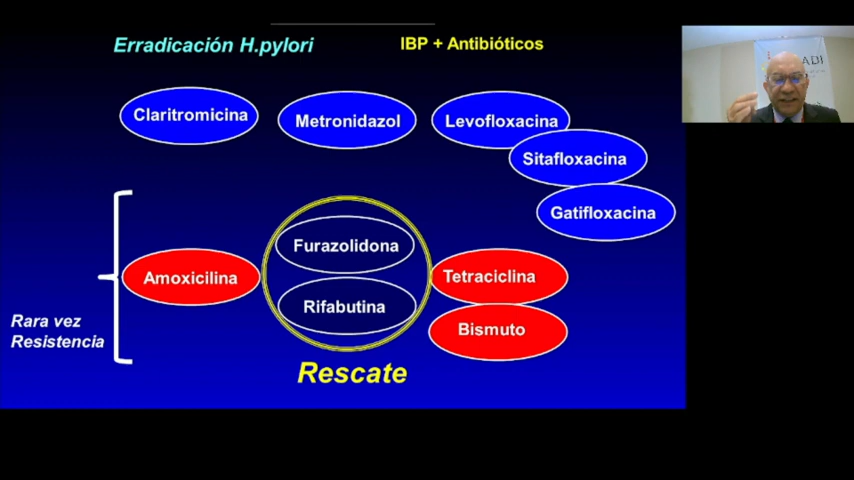 Erradicación H.pylori
IBP + Antibióticos
Claritromicina
Metronidazol
Levofloxacina
Sitafloxacina
Gatifloxacina
Furazolidona
Amoxicilina
Tetraciclina
Rifabutina
Bismuto
Rara vez
Resistencia
Rescate